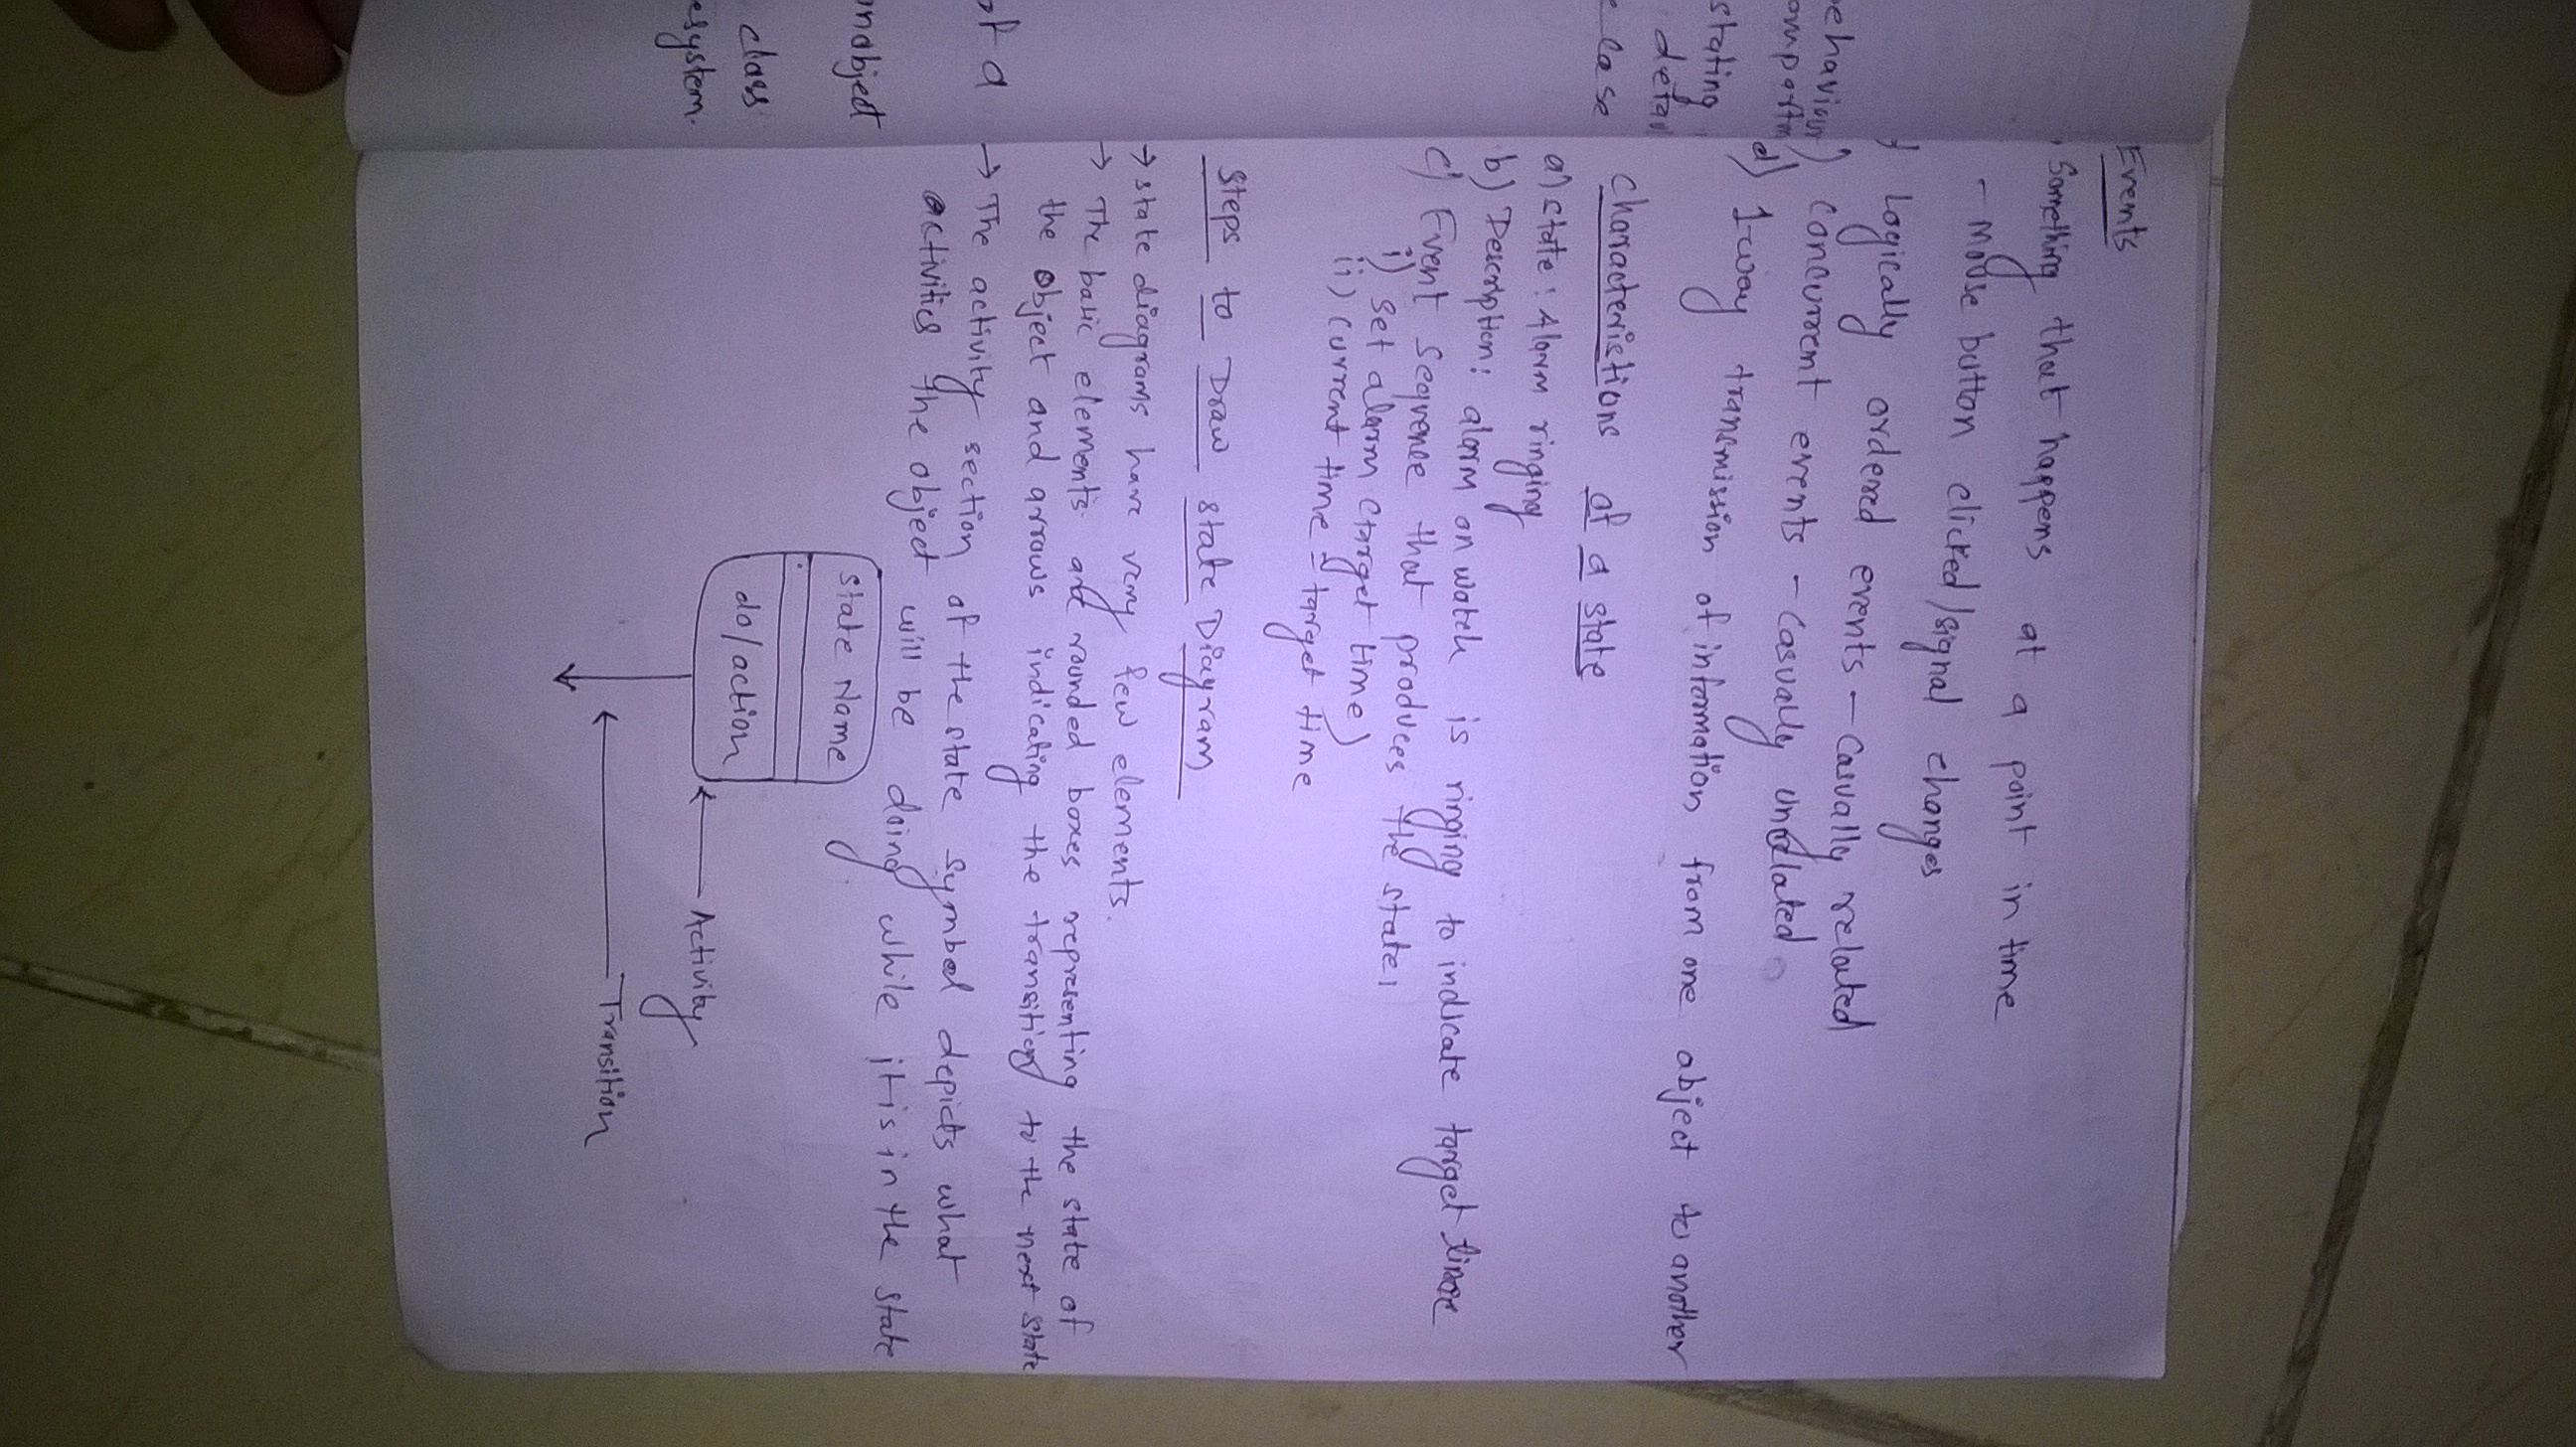 Events
Something that happens at a point in time
- Mouse button clicked/signal changes
) Logically ordered events - Casually related
) Concurrent events - Casually unrelated
d) 1-way transmission of information from one object to another
Characteristions of a state
a) state: Alarm ringing
b) Description: alarm on watch is ringing to indicate target time
c) Event sequence that produces the state:
i) set alarm (target time)
ii) current time = target time
Steps to Draw state Diagram
→ state diagrams have very few elements.
→ The basic elements are rounded boxes representing the state of
the object and arrows indicating the transition to the next state
→ The activity section of the state symbol depicts what
activities the object will be doing while it is in the state
State Name
do/action
← Activity
← Transition
ehaviour
stating
detai
e la se
of a
nobject
class
esystem.